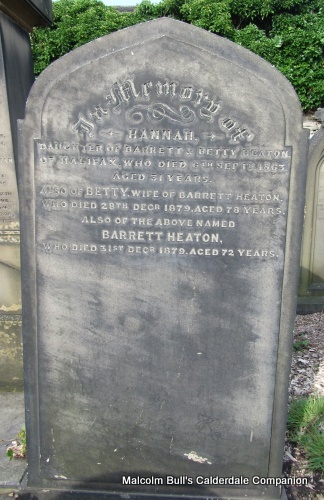 In Memory of
HANNAH,
DAUGHTER OF BARRETT & BETTY HEATON,
OF HALIFAX, WHO DIED 6TH SEPTR 1863,
AGED 31 YEARS.
ALSO OF BETTY, WIFE OF BARRETT HEATON,
WHO DIED 28TH DECR 1879, AGED 78 YEARS.
ALSO OF THE ABOVE NAMED
BARRETT HEATON,
WHO DIED 31ST DECR 1879, AGED 72 YEARS.
Malcolm Bull's Calderdale Companion